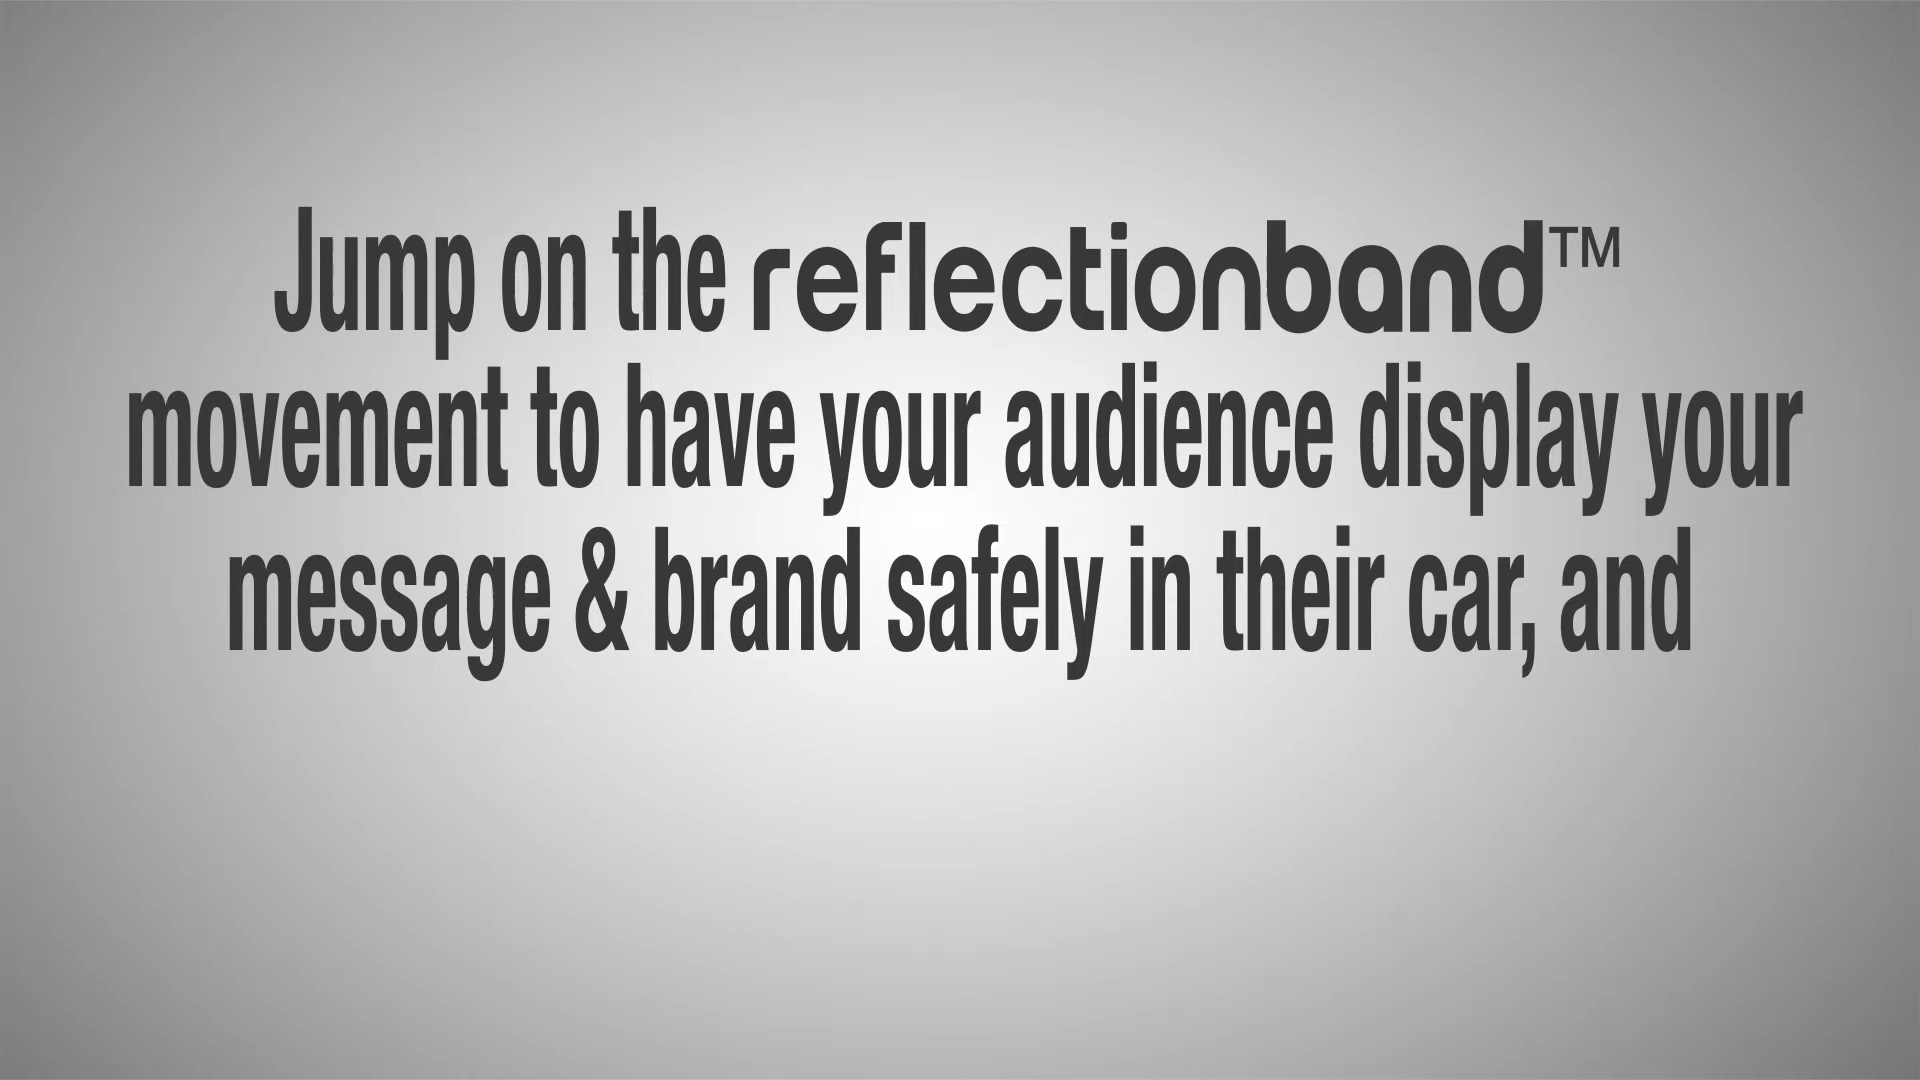 Jump on the reflectionband™
movement to have your audience display your
message & brand safely in their car, and